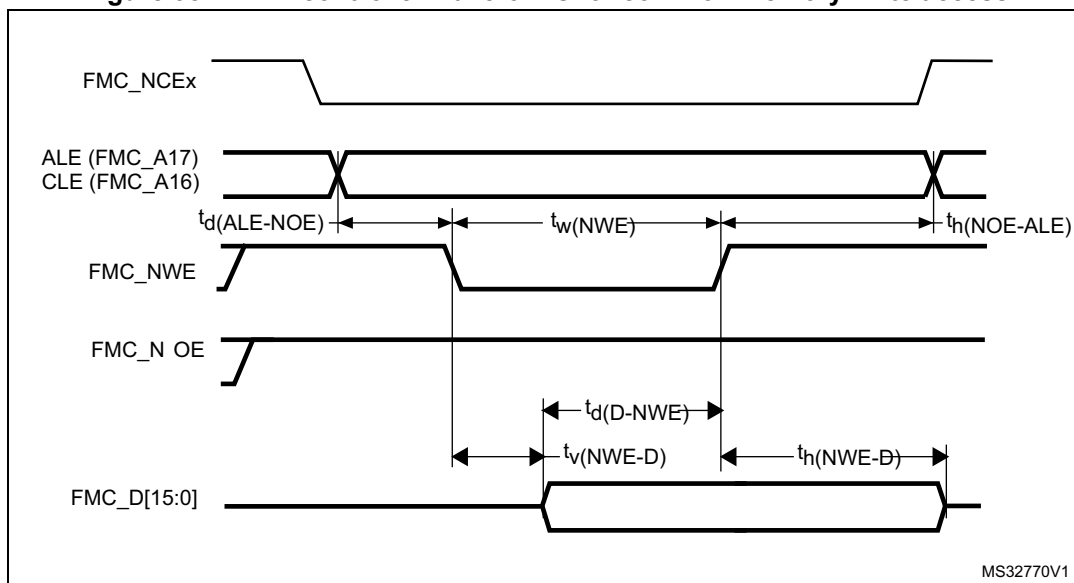 FMC_NCEx
ALE (FMC_A17)
CLE (FMC_A16)
td(ALE-NOE)
tw(NWE)
th(NOE-ALE)
FMC_NWE
FMC_N OE
td(D-NWE)
tv(NWE-D)
th(NWE-D)
FMC_D[15:0]
MS32770V1